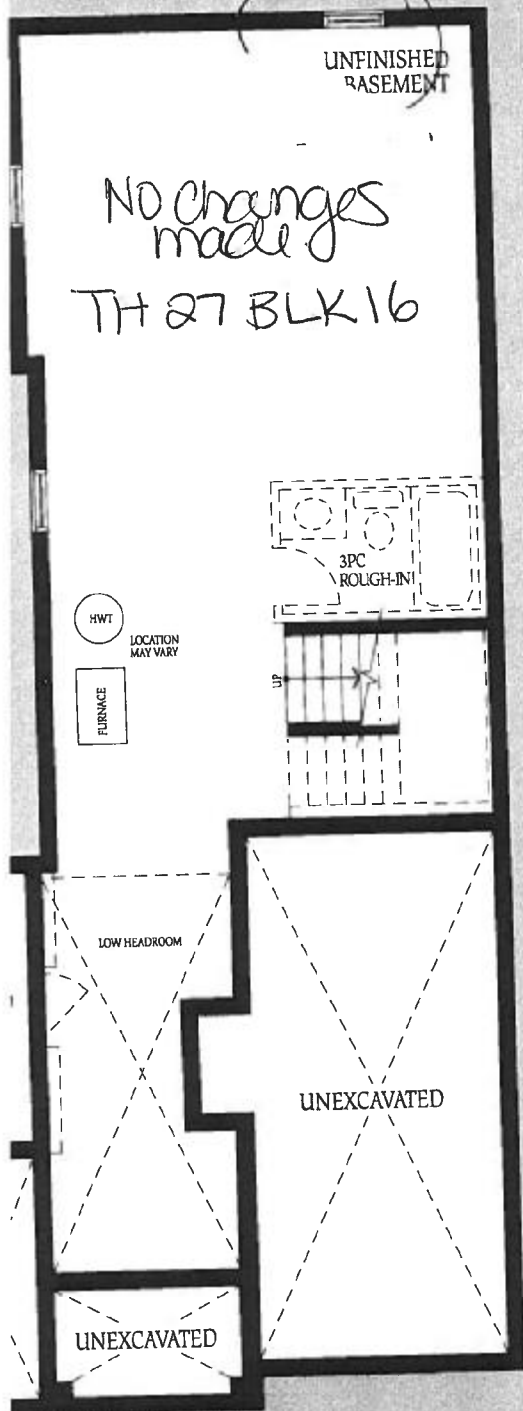 UNFINISHED
BASEMENT
NO changes
made
TH 27 BLK 16
3PC
ROUGH-IN
HWT
LOCATION
MAY VARY
UP
FURNACE
LOW HEADROOM
UNEXCAVATED
UNEXCAVATED